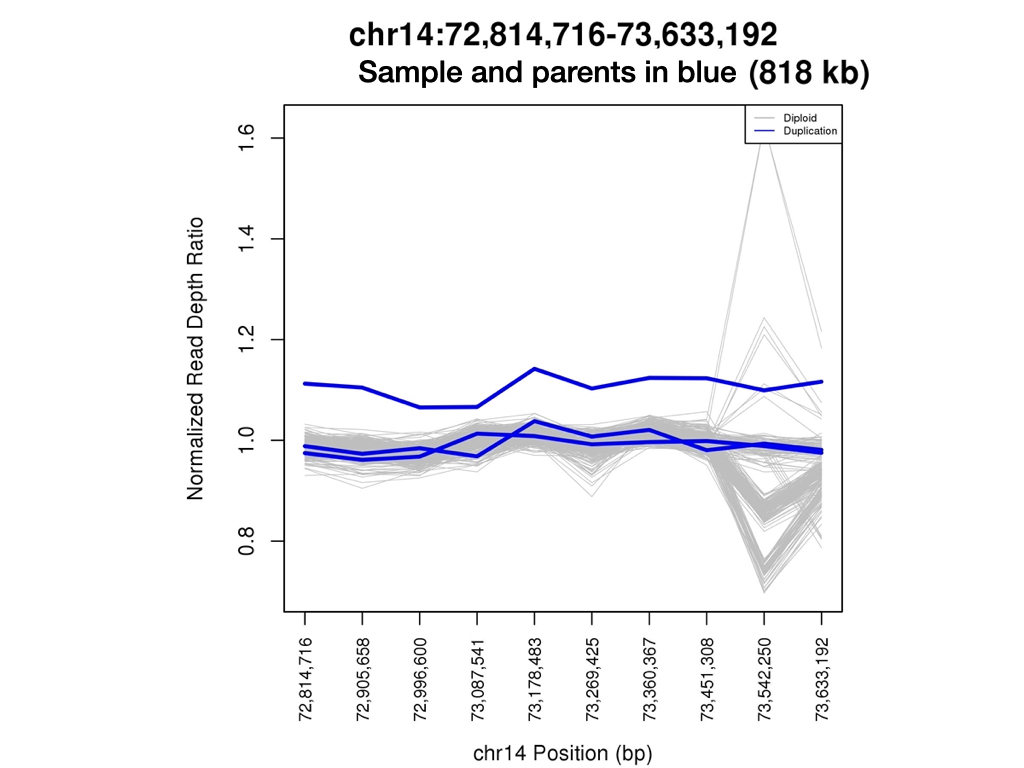 chr14:72,814,716-73,633,192
Sample and parents in blue (818 kb)
Diploid
Duplication
Normalized Read Depth Ratio
1.6
1.4
1.2
1.0
0.8
72,814,716
72,905,658
72,996,600
73,087,541
73,178,483
73,269,425
73,360,367
73,451,308
73,542,250
73,633,192
chr14 Position (bp)